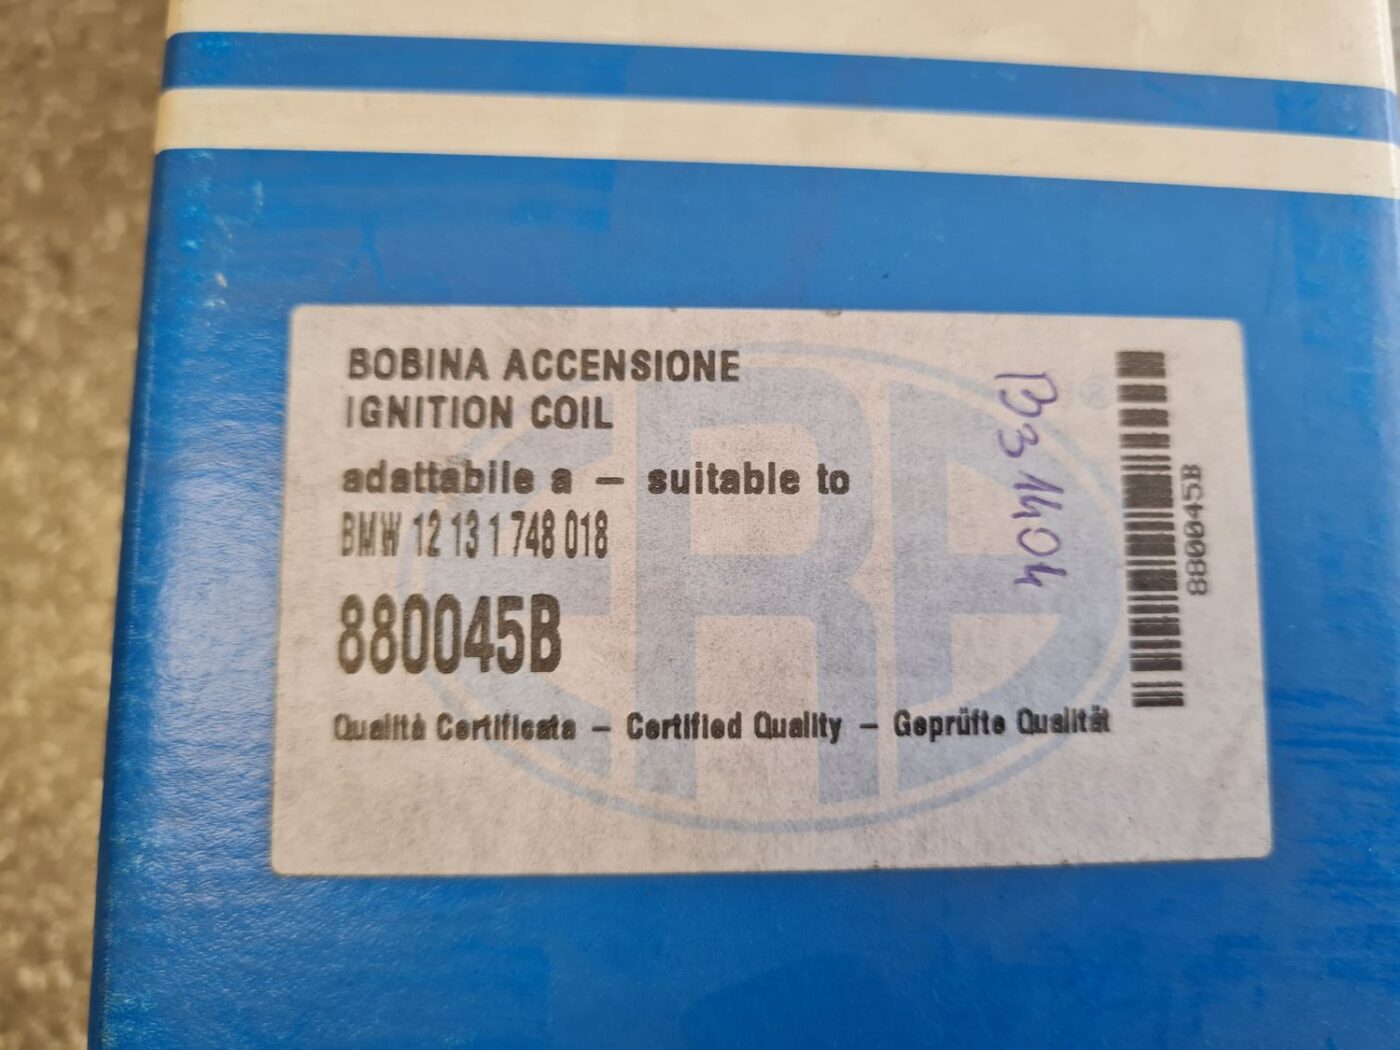 BOBINA ACCENSIONE
IGNITION COIL
adattabile a – suitable to
BMW 12 13 1 748 018
880045B
Qualità Certificata – Certified Quality – Geprüfte Qualität
ERA
®
880045B